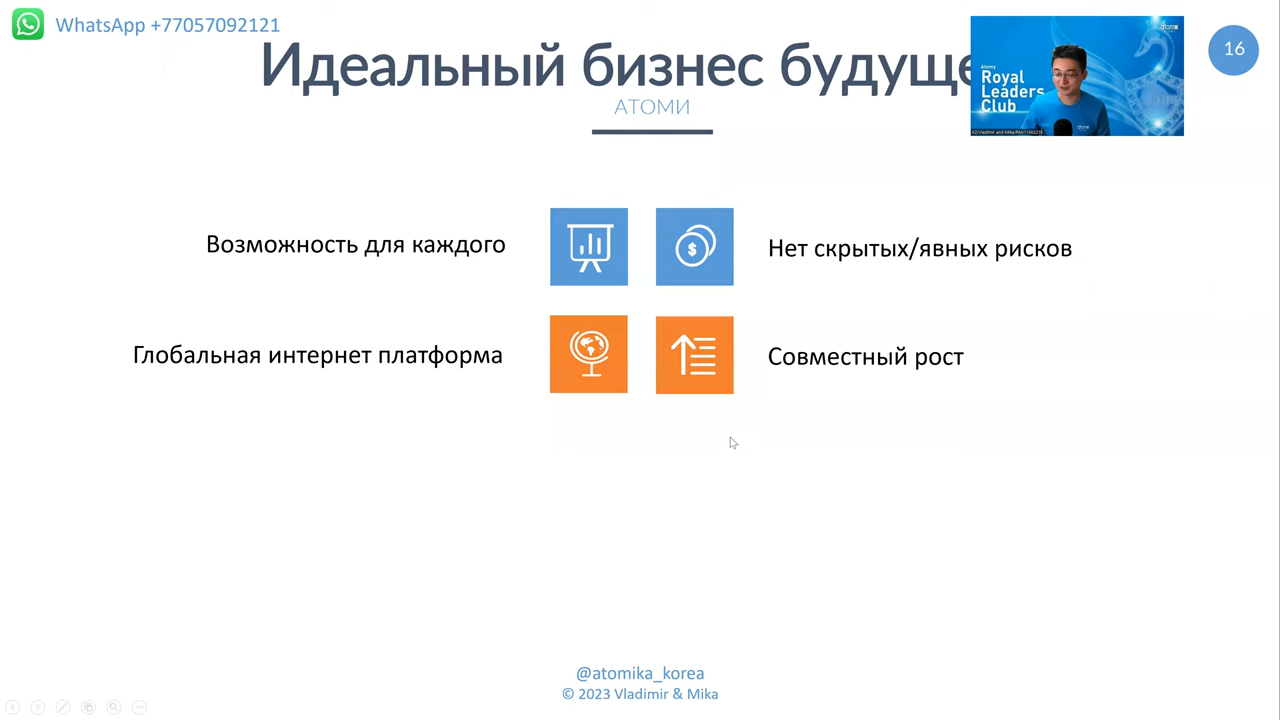 WhatsApp +77057092121
Идеальный бизнес будуще
АТОМИ
16
Atomy
Royal
Leaders
Club
Возможность для каждого
Нет скрытых/явных рисков
$
Глобальная интернет платформа
Совместный рост
@atomika_korea
© 2023 Vladimir & Mika